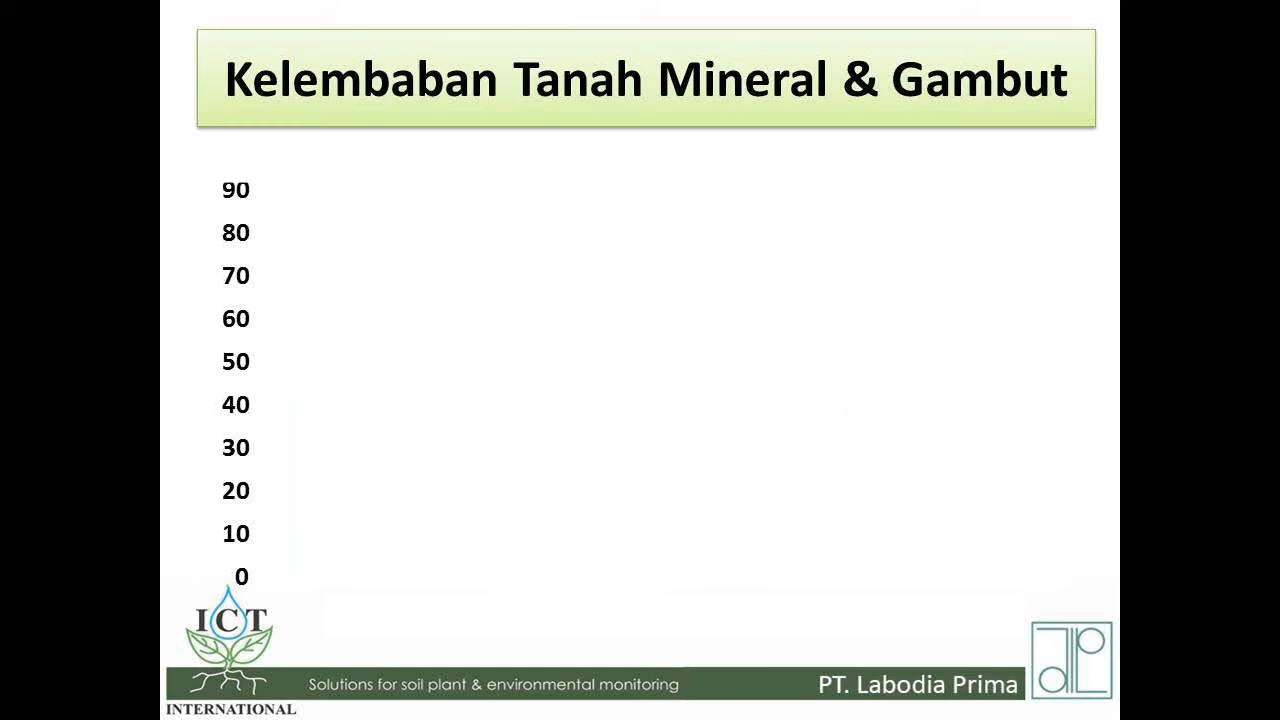 Kelembaban Tanah Mineral & Gambut
90
80
70
60
50
40
30
20
10
0
ICT
INTERNATIONAL
Solutions for soil plant & environmental monitoring
PT. Labodia Prima